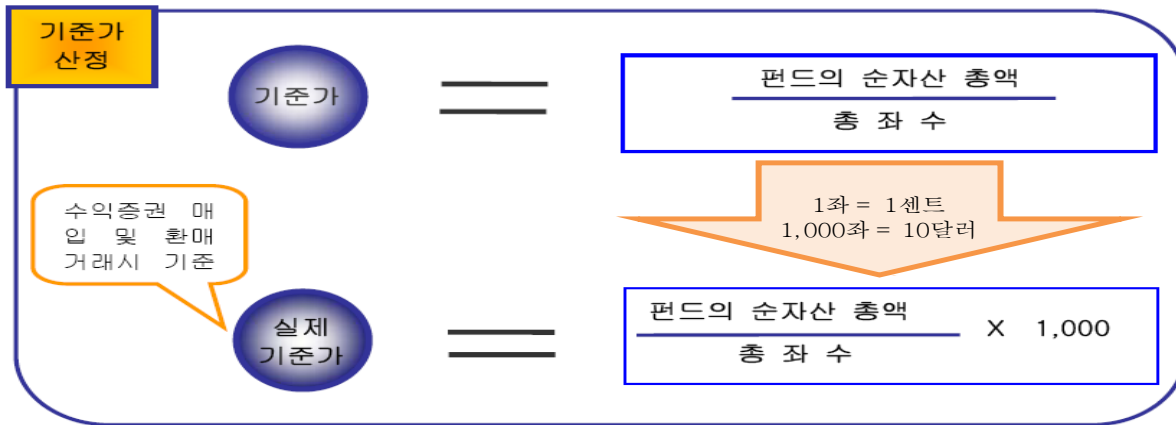 기준가
산정
기준가
펀드의 순자산 총액
총 좌 수
수익증권 매
입 및 환매
거래시 기준
1좌 = 1센트
1,000좌 = 10달러
실제
기준가
펀드의 순자산 총액
총 좌 수
X 1,000